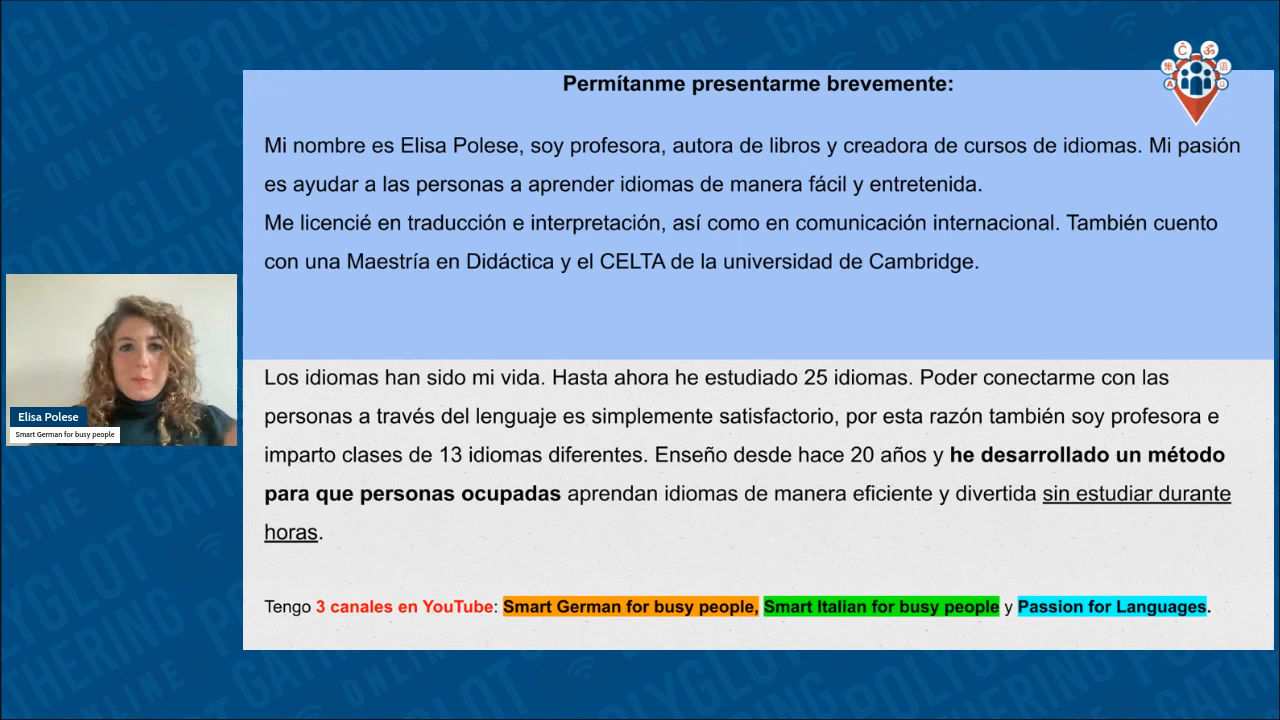 Permítanme presentarme brevemente:
Mi nombre es Elisa Polese, soy profesora, autora de libros y creadora de cursos de idiomas. Mi pasión
es ayudar a las personas a aprender idiomas de manera fácil y entretenida.
Me licencié en traducción e interpretación, así como en comunicación internacional. También cuento
con una Maestría en Didáctica y el CELTA de la universidad de Cambridge.
Los idiomas han sido mi vida. Hasta ahora he estudiado 25 idiomas. Poder conectarme con las
personas a través del lenguaje es simplemente satisfactorio, por esta razón también soy profesora e
imparto clases de 13 idiomas diferentes. Enseño desde hace 20 años y he desarrollado un método
para que personas ocupadas aprendan idiomas de manera eficiente y divertida sin estudiar durante
horas.
Tengo 3 canales en YouTube: Smart German for busy people, Smart Italian for busy people y Passion for Languages.
Elisa Polese
Smart German for busy people
POLYGLOT
GATHERING
ONLINE